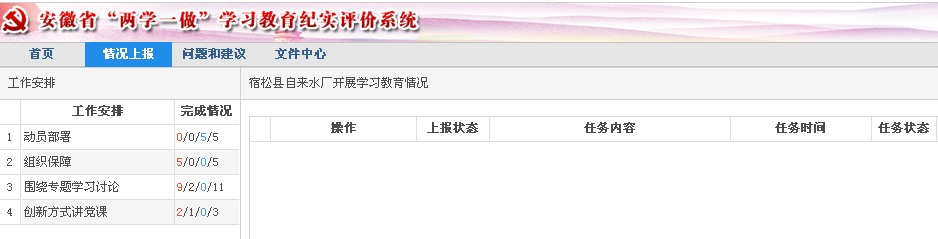 安徽省“两学一做”学习教育纪实评价系统
首页 情况上报 问题和建议 文件中心
工作安排 宿松县自来水厂开展学习教育情况
工作安排 完成情况
操作 上报状态 任务内容 任务时间 任务状态
1 动员部署 0/0/5/5
2 组织保障 5/0/0/5
3 围绕专题学习讨论 9/2/0/11
4 创新方式讲党课 2/1/0/3